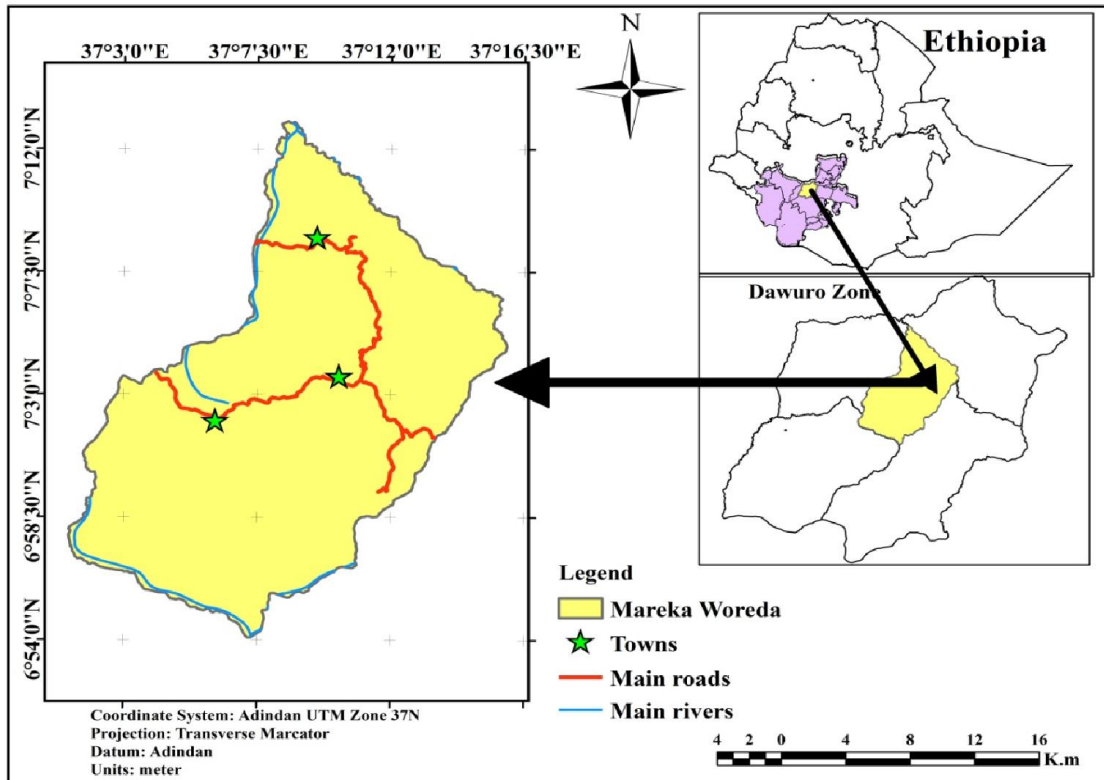 37°3'0"E 37°7'30"E 37°12'0"E 37°16'30"E
7°12'0"N
7°7'30"N
7°3'0"N
6°58'30"N
6°54'0"N
N
Ethiopia
Dawuro Zone
Legend
Mareka Woreda
Towns
Main roads
Main rivers
Coordinate System: Adindan UTM Zone 37N
Projection: Transverse Marcator
Datum: Adindan
Units: meter
4 2 0 4 8 12 16
K.m